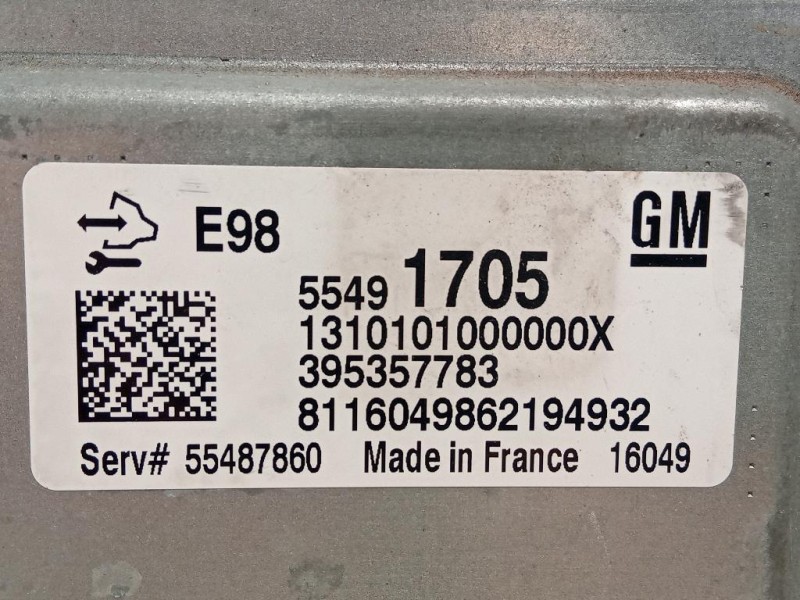 E98
GM
5549 1705
1310101000000X
395357783
8116049862194932
Serv# 55487860 Made in France 16049